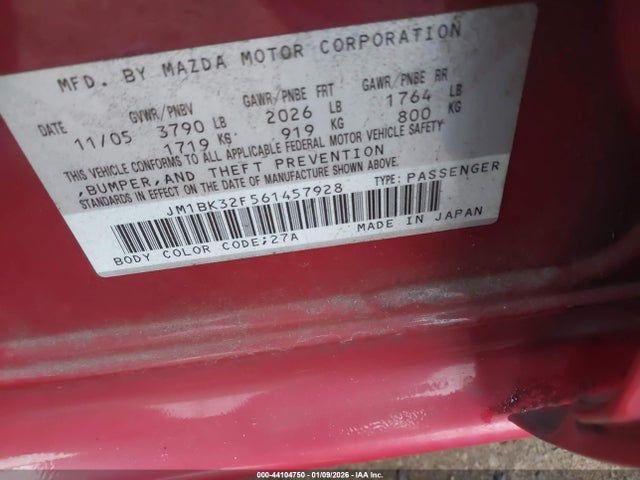 MFD. BY MAZDA MOTOR CORPORATION
DATE GVWR/PNBV GAWR/PNBE FRT GAWR/PNBE RR
11/05 3790 LB 2026 LB 1764 LB
1719 KG 919 KG 800 KG
THIS VEHICLE CONFORMS TO ALL APPLICABLE FEDERAL MOTOR VEHICLE SAFETY
,BUMPER,AND THEFT PREVENTION
STANDARDS IN EFFECT ON THE DATE OF MANUFACTURE SHOWN ABOVE.
JM1BK32F561457928 TYPE: PASSENGER
BODY COLOR CODE;27A MADE IN JAPAN
000-44104750 | 01/09/2026 - IAA Inc.